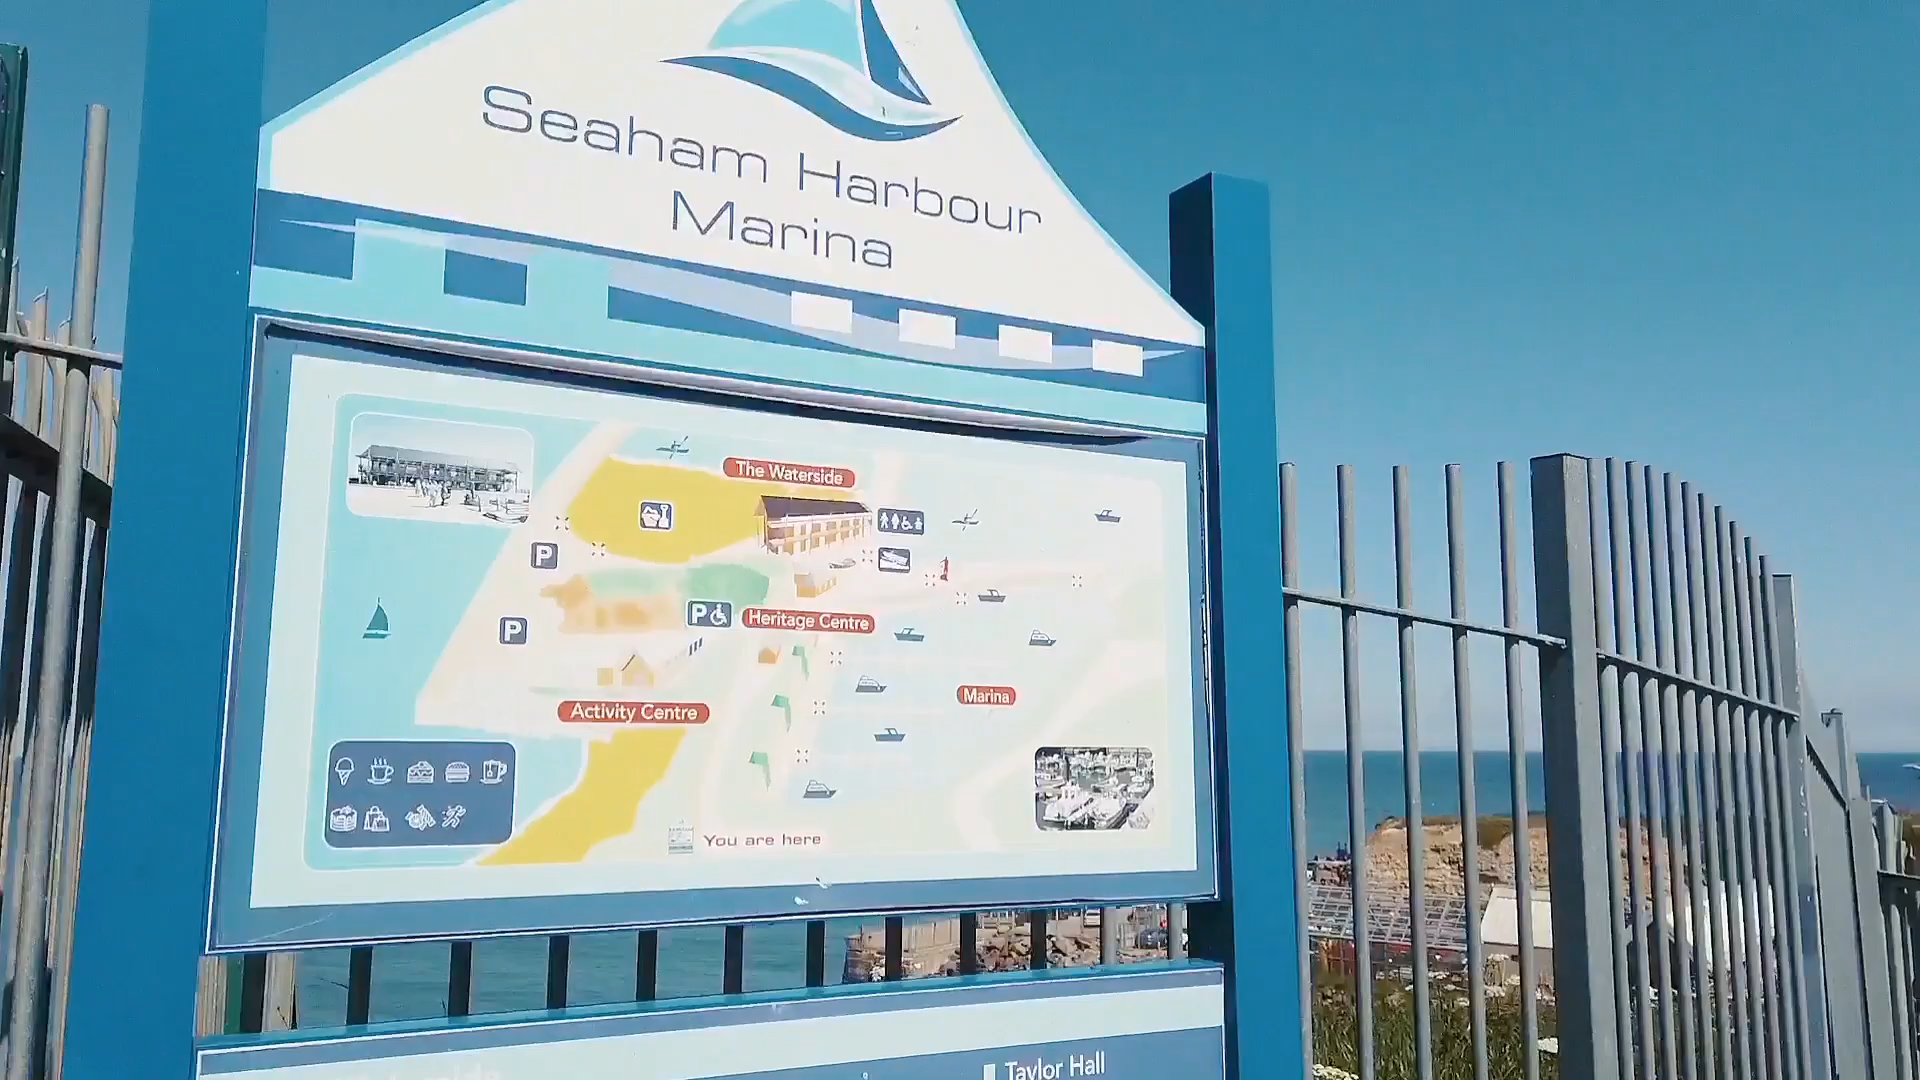 Seaham Harbour
Marina
The Waterside
P
P
P
Heritage Centre
Marina
Activity Centre
You are here
Taylor Hall